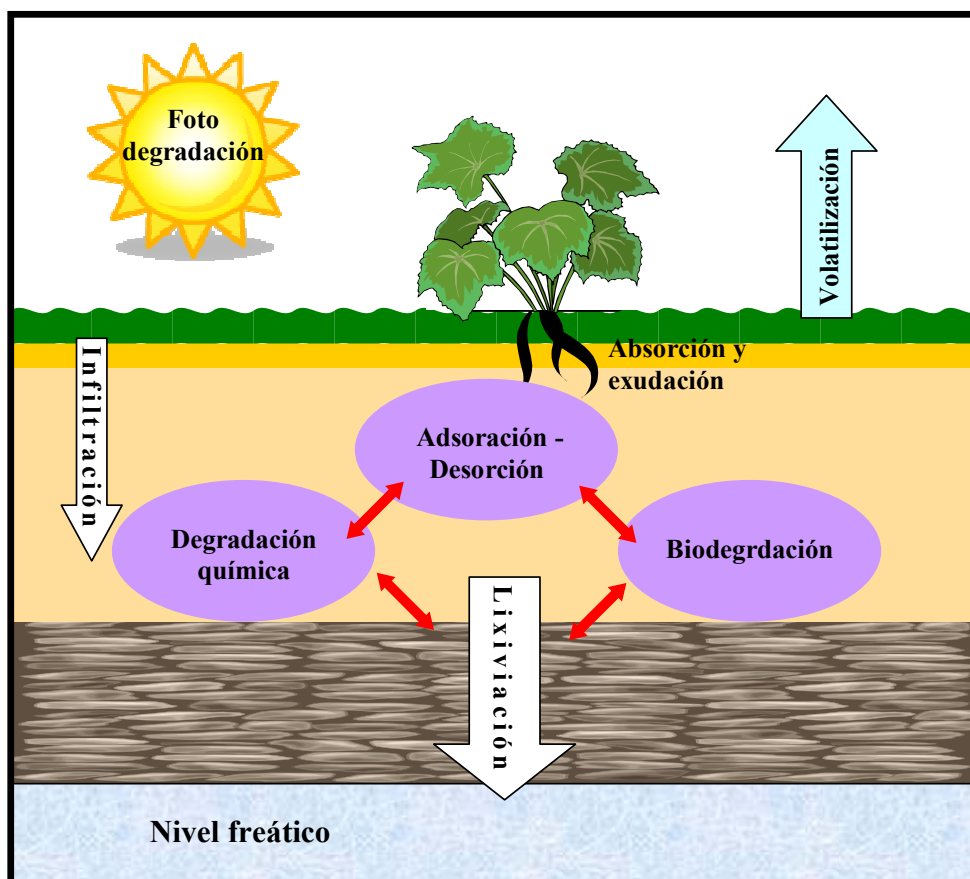 Foto
degradación
Volatilización
Absorción y
exudación
Infiltración
Adsoración -
Desorción
Degradación
química
Biodegrdación
Lixiviación
Nivel freático